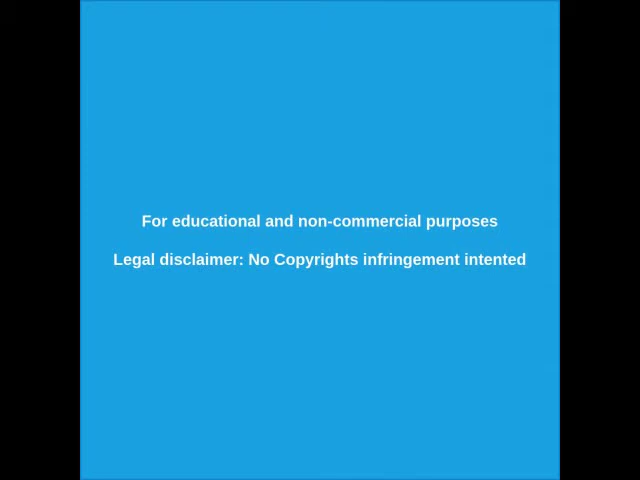 For educational and non-commercial purposes
Legal disclaimer: No Copyrights infringement intented